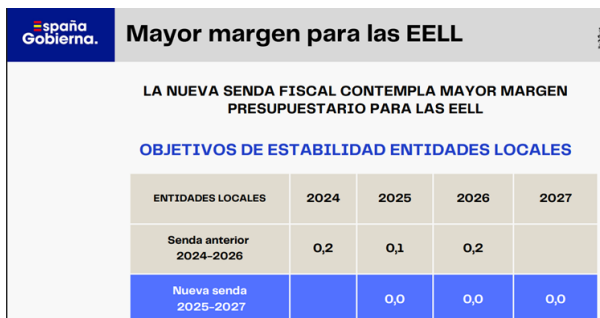 España
Gobierna.
Mayor margen para las EELL
LA NUEVA SENDA FISCAL CONTEMPLA MAYOR MARGEN
PRESUPUESTARIO PARA LAS EELL
OBJETIVOS DE ESTABILIDAD ENTIDADES LOCALES
ENTIDADES LOCALES 2024 2025 2026 2027
Senda anterior
2024-2026 0,2 0,1 0,2
Nueva senda
2025-2027 0,0 0,0 0,0